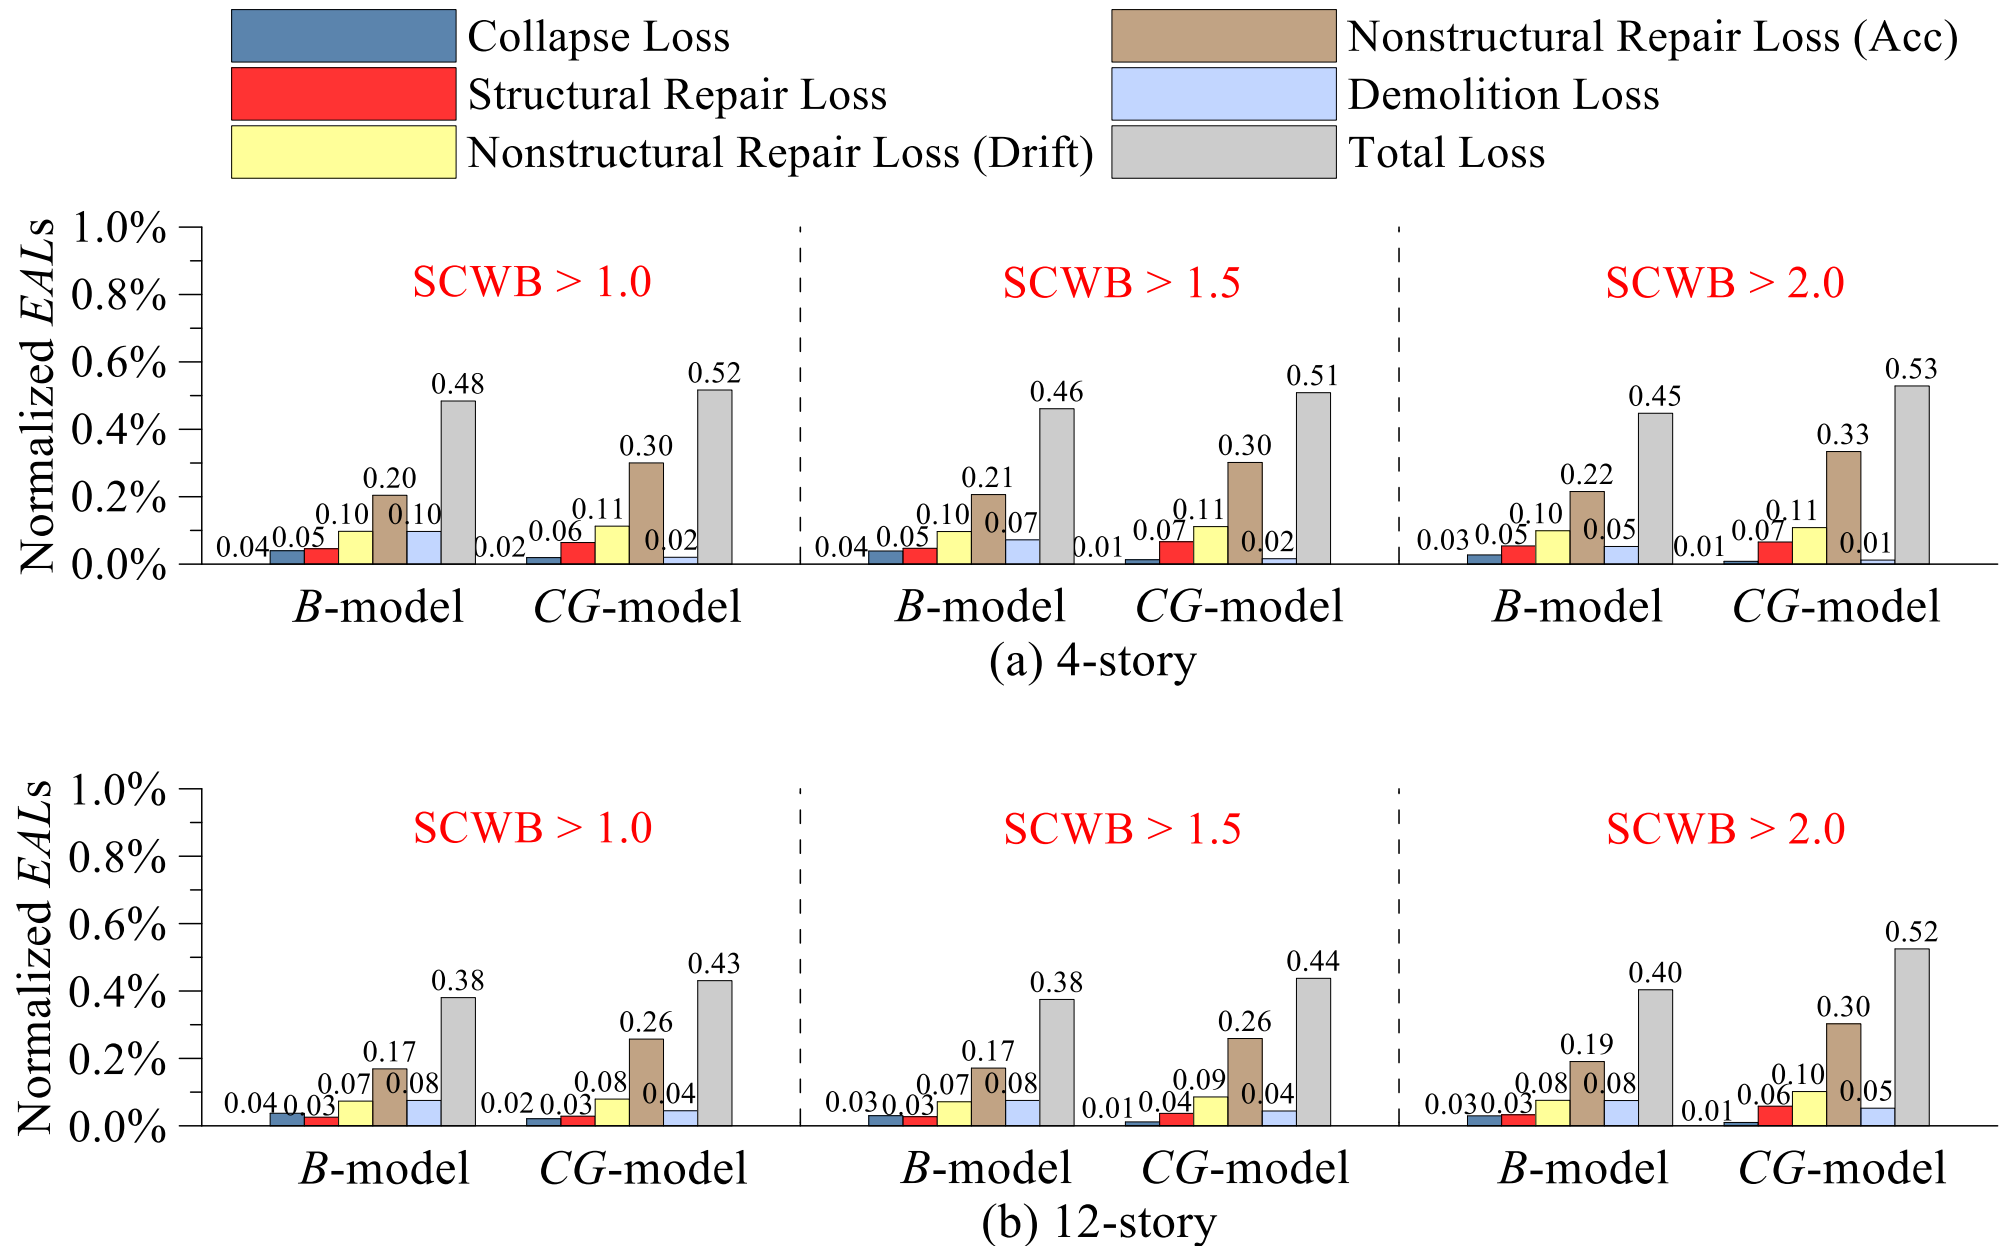 Collapse Loss
Structural Repair Loss
Nonstructural Repair Loss (Drift)
Nonstructural Repair Loss (Acc)
Demolition Loss
Total Loss
Normalized EALs
1.0%
0.8%
0.6%
0.4%
0.2%
0.0%
SCWB > 1.0
0.04 0.05 0.10 0.20 0.10 0.48
0.02 0.06 0.11 0.30 0.02 0.52
SCWB > 1.5
0.04 0.05 0.10 0.21 0.07 0.46
0.01 0.07 0.11 0.30 0.02 0.51
SCWB > 2.0
0.03 0.05 0.10 0.22 0.05 0.45
0.01 0.07 0.11 0.33 0.01 0.53
B-model CG-model B-model CG-model B-model CG-model
(a) 4-story
Normalized EALs
1.0%
0.8%
0.6%
0.4%
0.2%
0.0%
SCWB > 1.0
0.04 0.03 0.07 0.17 0.08 0.38
0.02 0.03 0.08 0.26 0.04 0.43
SCWB > 1.5
0.03 0.03 0.07 0.17 0.08 0.38
0.01 0.04 0.09 0.26 0.04 0.44
SCWB > 2.0
0.03 0.03 0.08 0.19 0.08 0.40
0.01 0.06 0.10 0.30 0.05 0.52
B-model CG-model B-model CG-model B-model CG-model
(b) 12-story